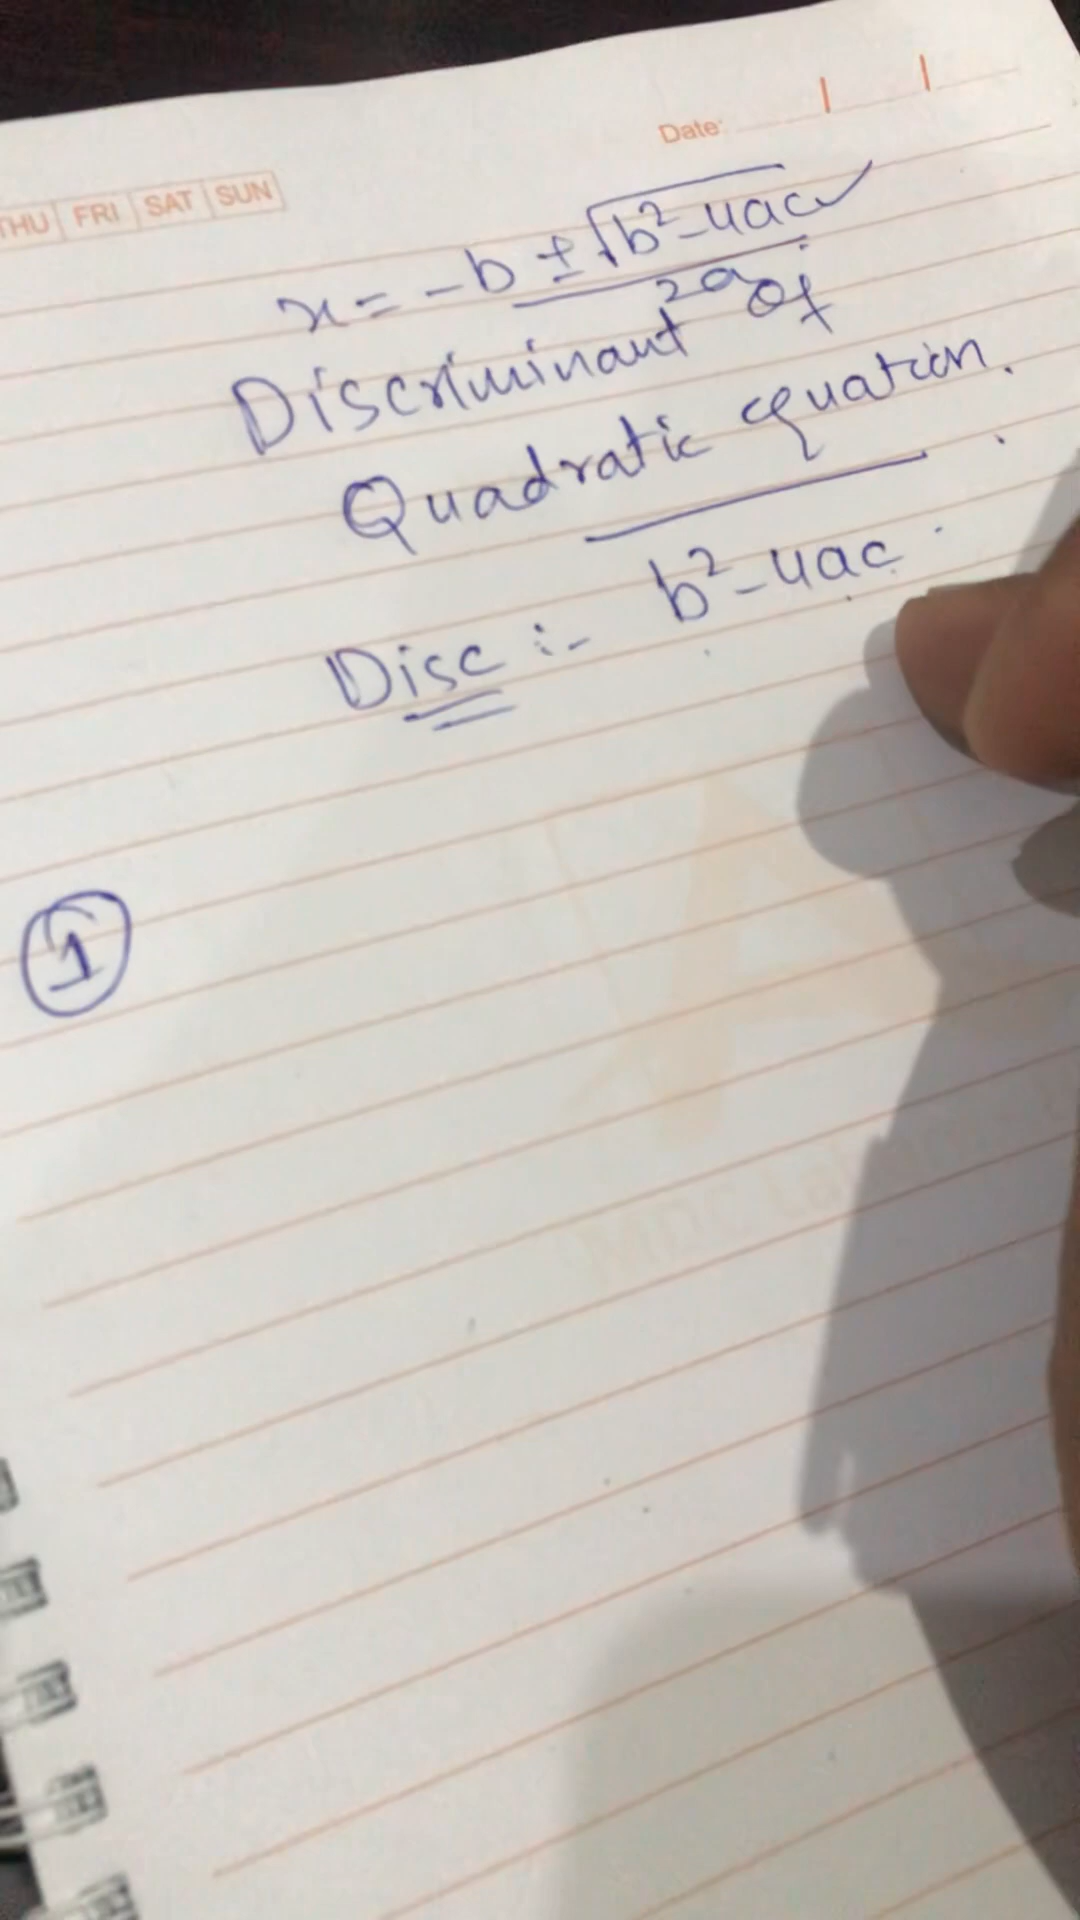 Date:
THU FRI SAT SUN
x = -b ± √b²-4ac
2a
Discriminant of
Quadratic equation.
Disc :- b²-4ac
1